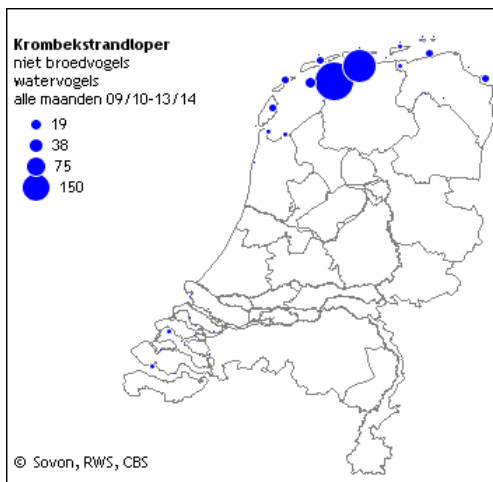 Krombekstrandloper
niet broedvogels
watervogels
alle maanden 09/10-13/14
19
38
75
150
© Sovon, RWS, CBS